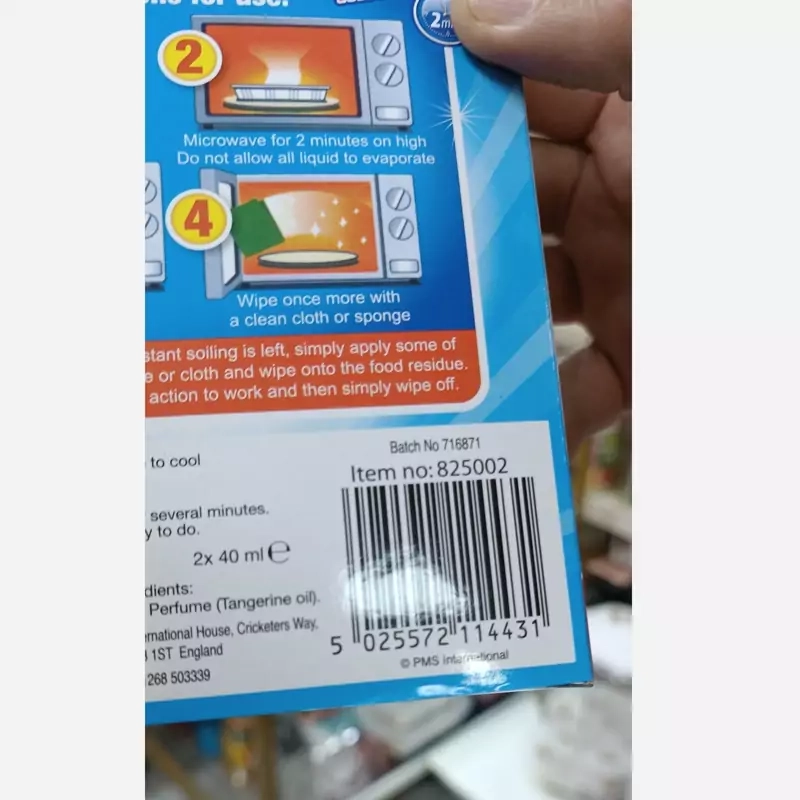 for use:
2
2m
Microwave for 2 minutes on high
Do not allow all liquid to evaporate
4
Wipe once more with
a clean cloth or sponge
stant soiling is left, simply apply some of
e or cloth and wipe onto the food residue.
action to work and then simply wipe off.
to cool
several minutes.
y to do.
2x 40 ml ℮
dients:
Perfume (Tangerine oil).
ernational House, Cricketers Way,
1ST England
268 503339
Batch No 716871
Item no: 825002
5 025572 114431
© PMS International